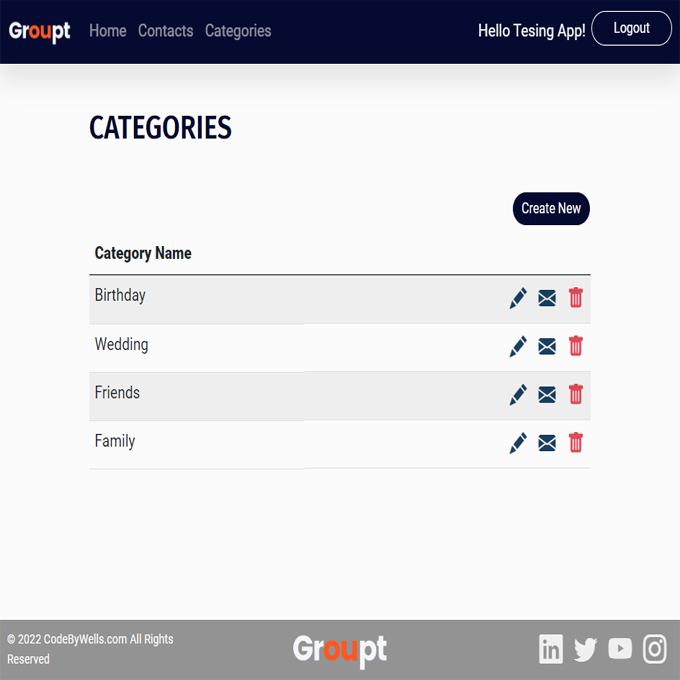 Groupt Home Contacts Categories Hello Tesing App! Logout
CATEGORIES
Create New
Category Name
Birthday
Wedding
Friends
Family
© 2022 CodeByWells.com All Rights
Reserved
Groupt
in